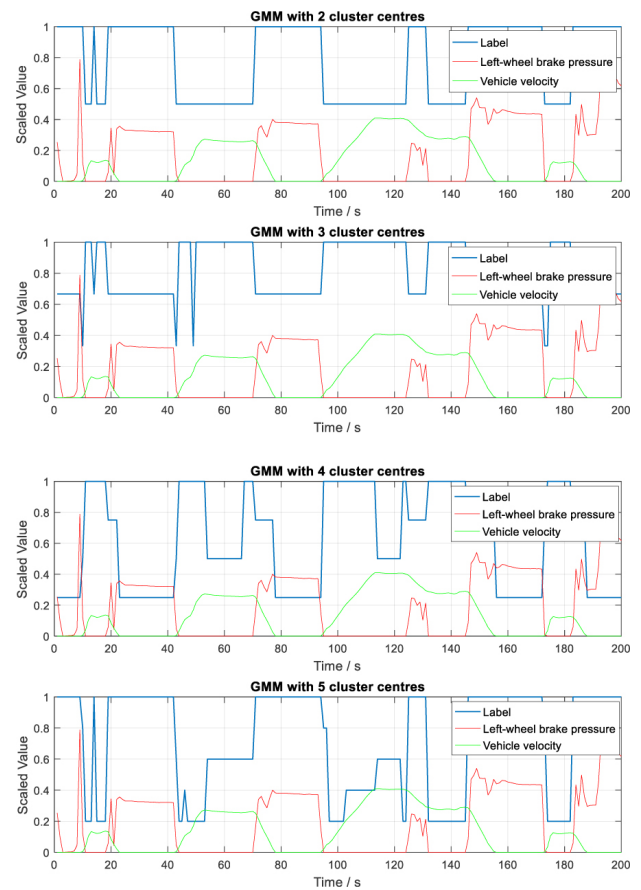 GMM with 2 cluster centres
Scaled Value
1
0.8
0.6
0.4
0.2
0
Label
Left-wheel brake pressure
Vehicle velocity
0 20 40 60 80 100 120 140 160 180 200
Time / s
GMM with 3 cluster centres
Scaled Value
1
0.8
0.6
0.4
0.2
0
Label
Left-wheel brake pressure
Vehicle velocity
0 20 40 60 80 100 120 140 160 180 200
Time / s
GMM with 4 cluster centres
Scaled Value
1
0.8
0.6
0.4
0.2
0
Label
Left-wheel brake pressure
Vehicle velocity
0 20 40 60 80 100 120 140 160 180 200
Time / s
GMM with 5 cluster centres
Scaled Value
1
0.8
0.6
0.4
0.2
0
Label
Left-wheel brake pressure
Vehicle velocity
0 20 40 60 80 100 120 140 160 180 200
Time / s